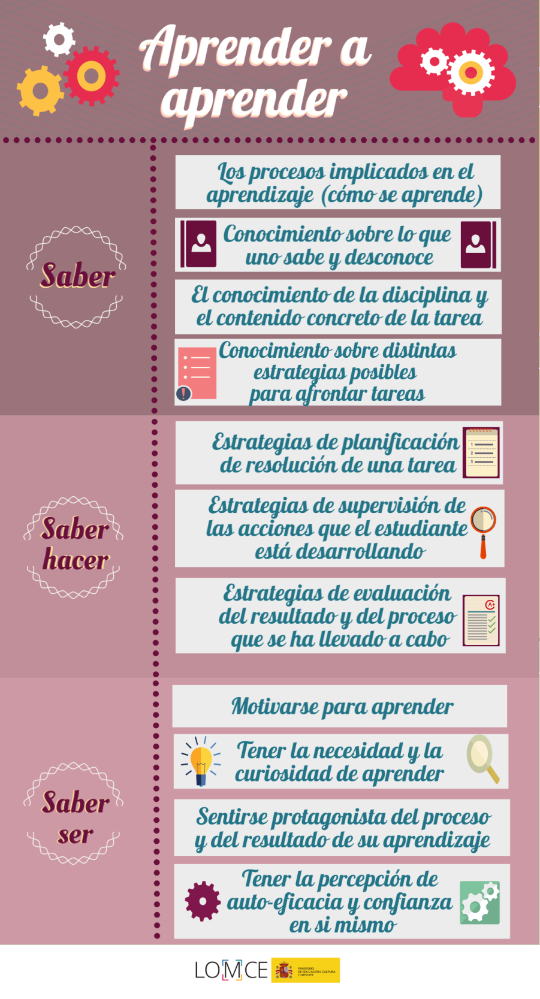 Aprender a
aprender
Saber
Los procesos implicados en el
aprendizaje (cómo se aprende)
Conocimiento sobre lo que
uno sabe y desconoce
El conocimiento de la disciplina y
el contenido concreto de la tarea
Conocimiento sobre distintas
estrategias posibles
para afrontar tareas
!
Saber
hacer
Estrategias de planificación
de resolución de una tarea
1
2
3
Estrategias de supervisión de
las acciones que el estudiante
está desarrollando
Estrategias de evaluación
del resultado y del proceso
que se ha llevado a cabo
A+
Saber
ser
Motivarse para aprender
Tener la necesidad y la
curiosidad de aprender
Sentirse protagonista del proceso
y del resultado de su aprendizaje
Tener la percepción de
auto-eficacia y confianza
en si mismo
LOMCE
MINISTERIO
DE EDUCACIÓN, CULTURA
Y DEPORTE